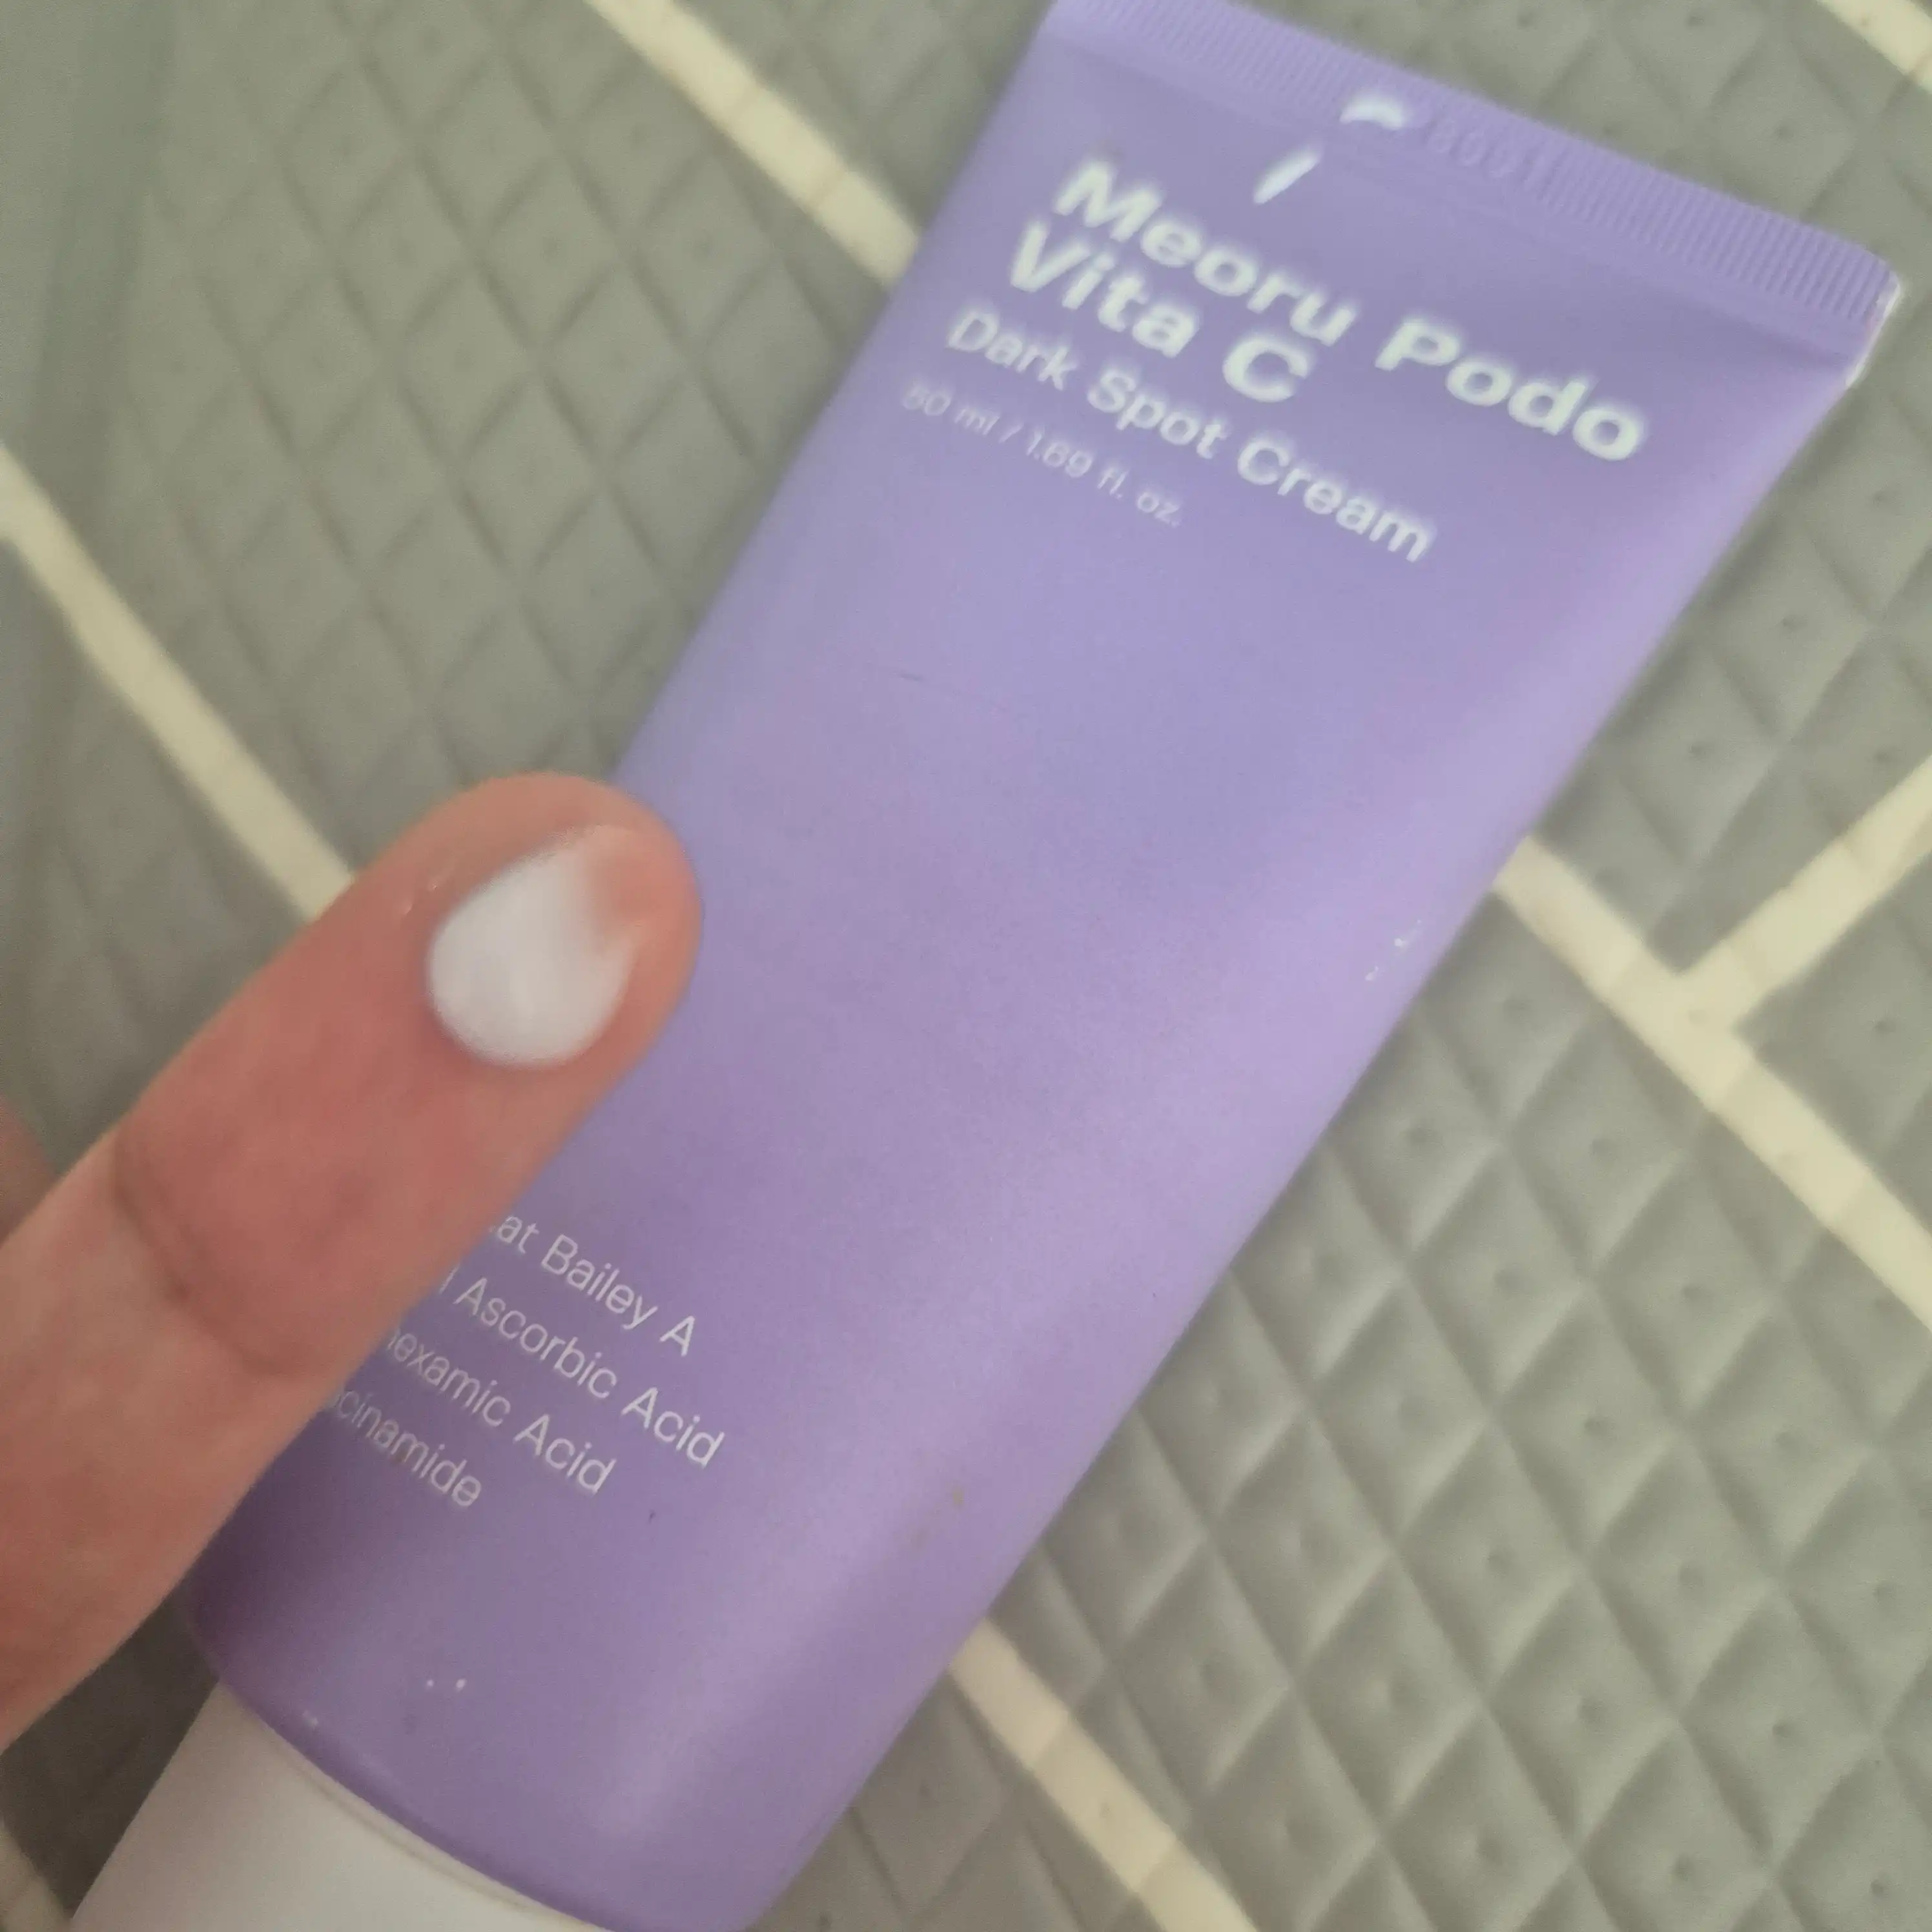 Meoru Podo
Vita C
Dark Spot Cream
50 ml / 1.69 fl. oz.
Bailey A
Ascorbic Acid
Acid